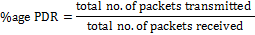 %age PDR = total no. of packets transmitted
total no. of packets received